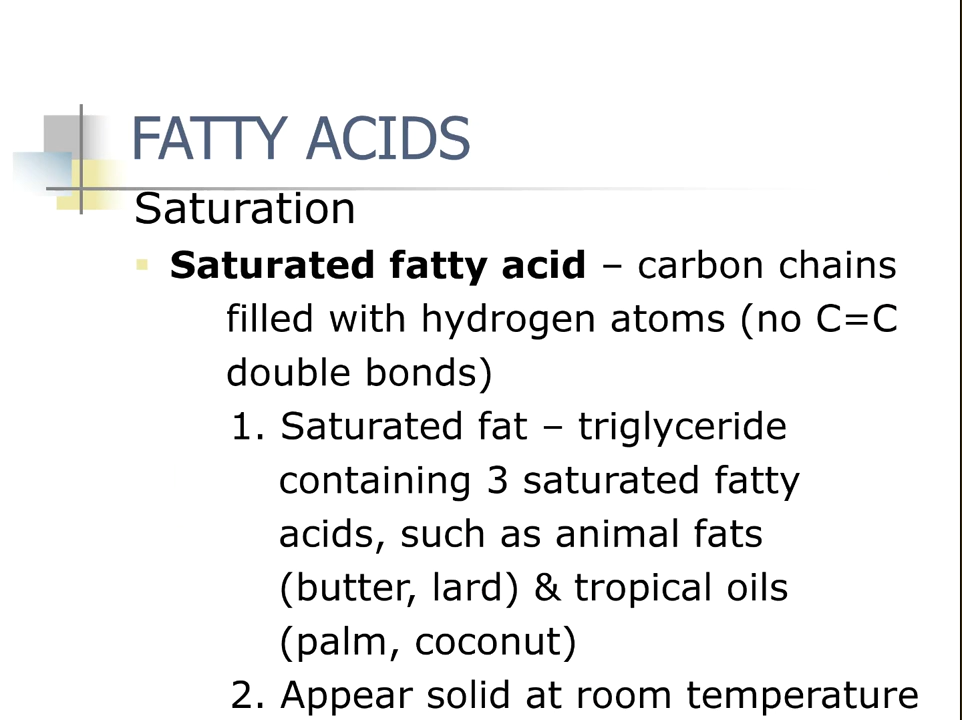 FATTY ACIDS
Saturation
Saturated fatty acid – carbon chains
filled with hydrogen atoms (no C=C
double bonds)
1. Saturated fat – triglyceride
containing 3 saturated fatty
acids, such as animal fats
(butter, lard) & tropical oils
(palm, coconut)
2. Appear solid at room temperature